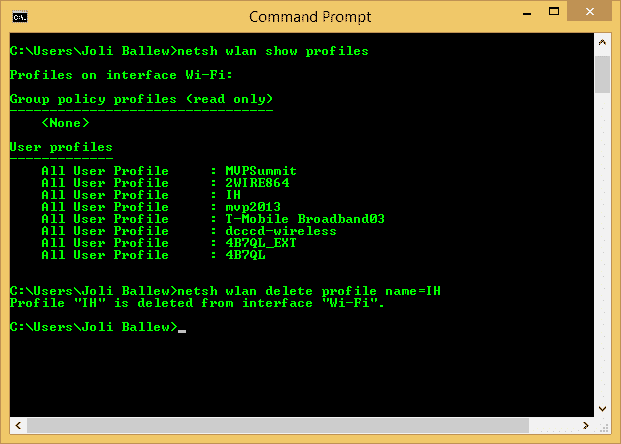 Command Prompt
C:\Users\Joli Ballew>netsh wlan show profiles
Profiles on interface Wi-Fi:
Group policy profiles (read only)
---------------------------------
    <None>
User profiles
-------------
    All User Profile     : MVPSummit
    All User Profile     : 2WIRE864
    All User Profile     : IH
    All User Profile     : mvp2013
    All User Profile     : T-Mobile Broadband03
    All User Profile     : dcccd-wireless
    All User Profile     : 4B7QL_EXT
    All User Profile     : 4B7QL
C:\Users\Joli Ballew>netsh wlan delete profile name=IH
Profile "IH" is deleted from interface "Wi-Fi".
C:\Users\Joli Ballew>_